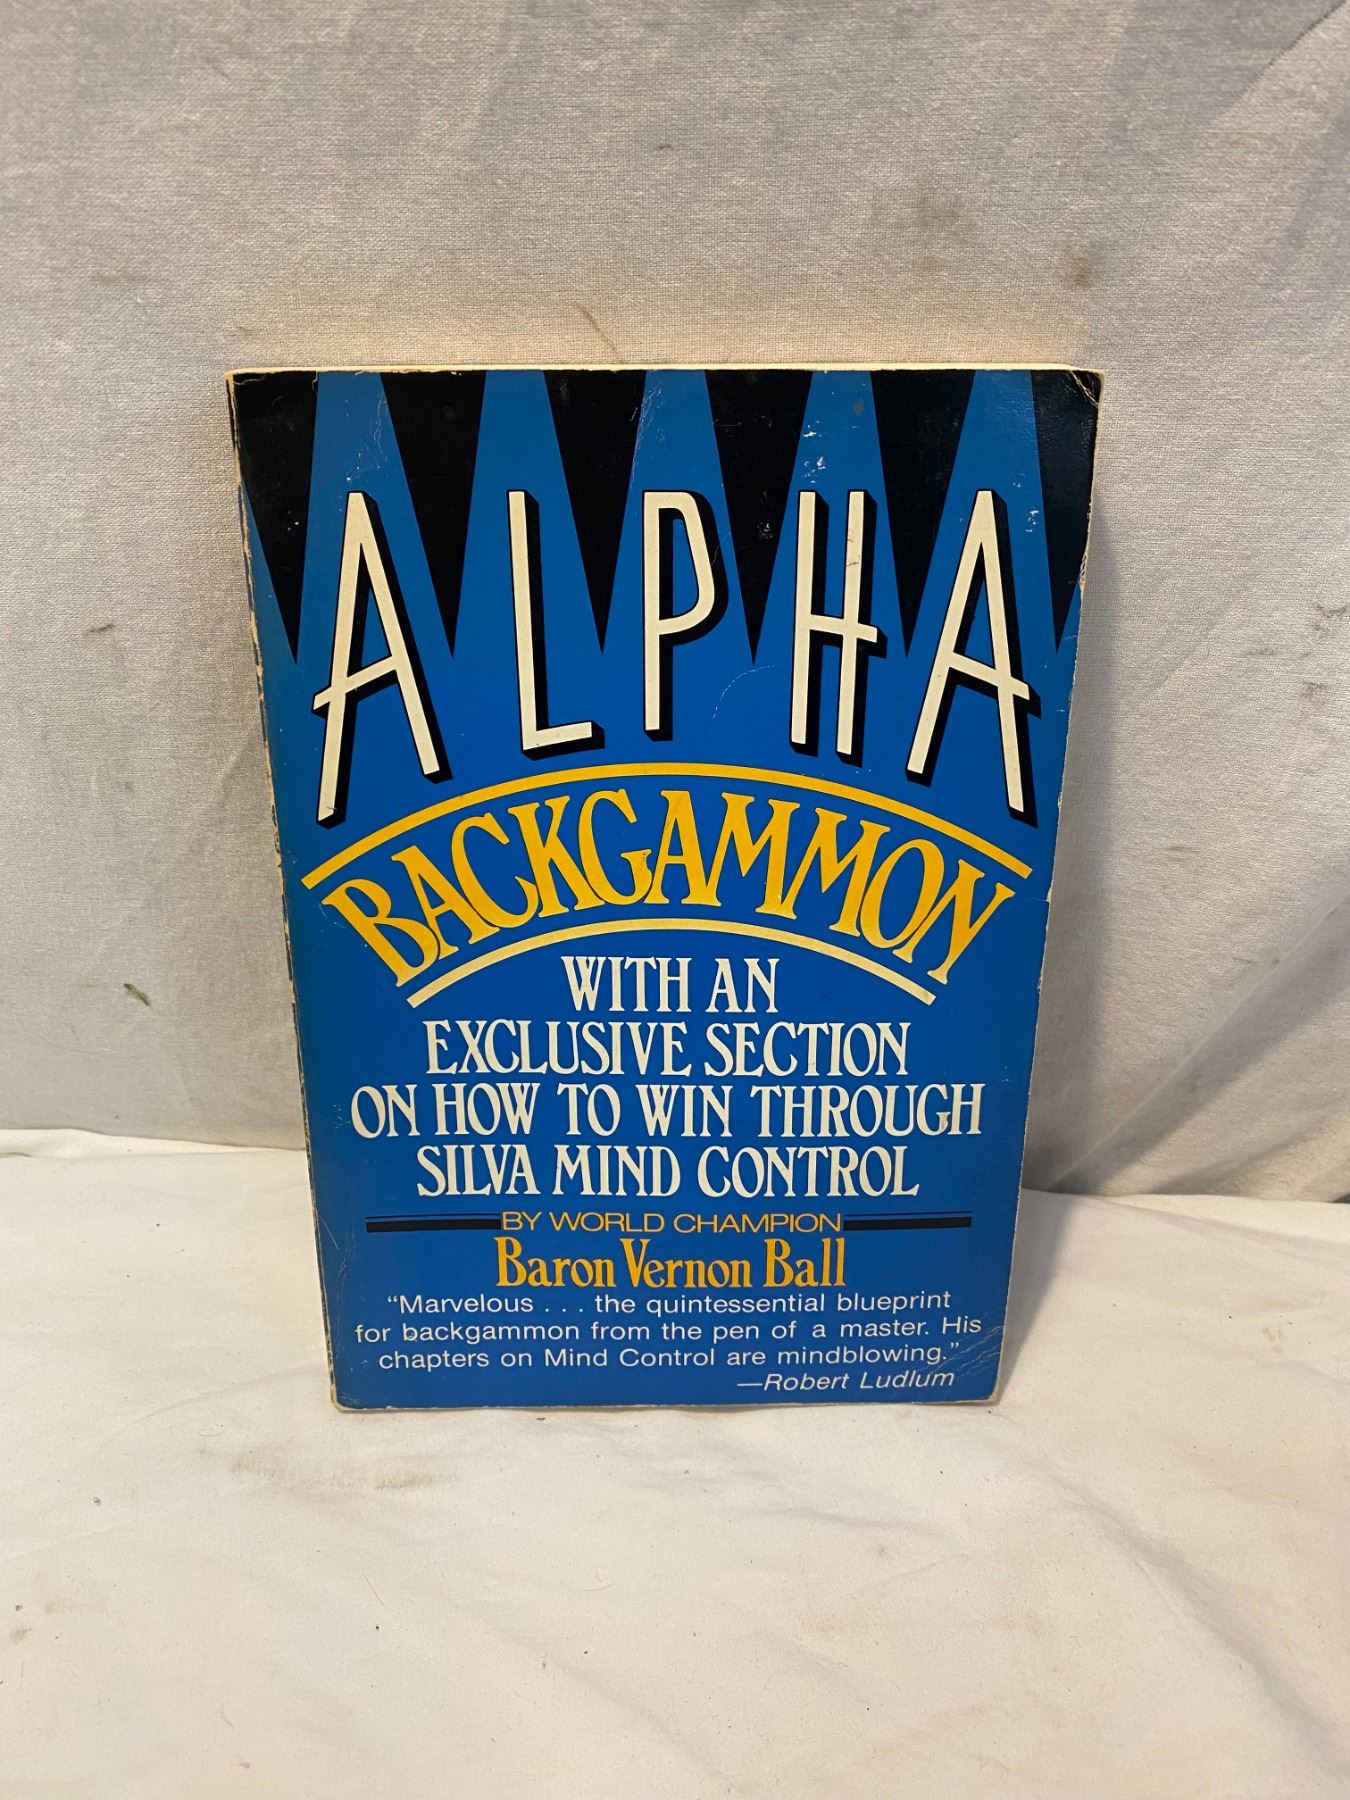 ALPHA
BACKGAMMON
WITH AN
EXCLUSIVE SECTION
ON HOW TO WIN THROUGH
SILVA MIND CONTROL
BY WORLD CHAMPION
Baron Vernon Ball
"Marvelous . . . the quintessential blueprint
for backgammon from the pen of a master. His
chapters on Mind Control are mindblowing."
—Robert Ludlum